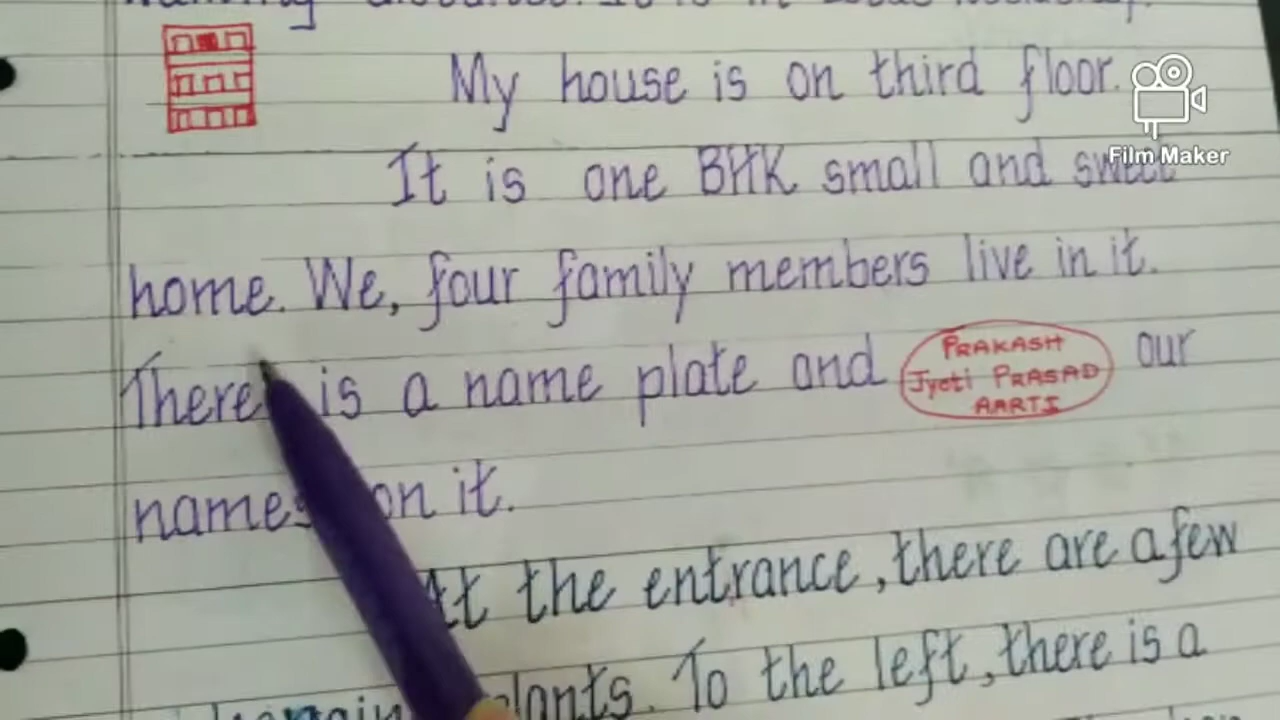 My house is on third floor.
Film Maker
It is one BHK small and sweet
home. We, four family members live in it.
There is a name plate and PRAKASH our
Jyoti PRASAD
AARTI
names on it.
At the entrance, there are a few
plants. To the left, there is a